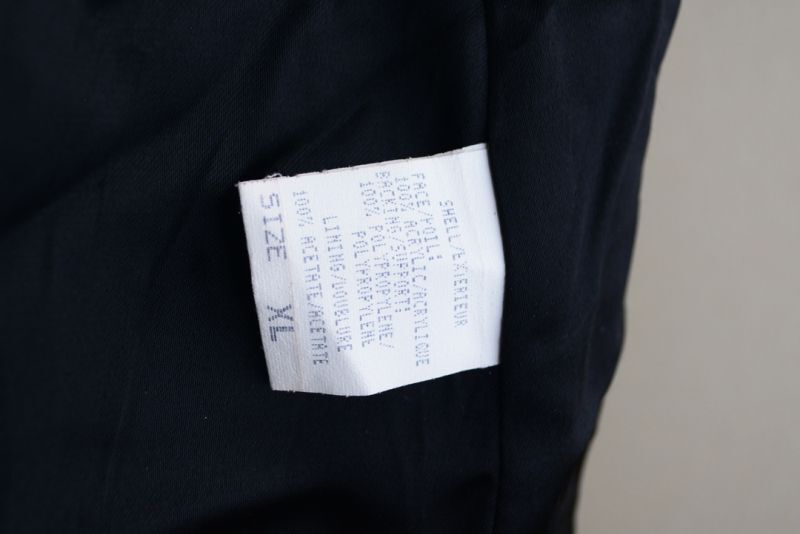 SHELL/EXTERIEUR
FACE/POIL:
100% ACRYLIC/ACRYLIQUE
BACKING/SUPPORT:
100% POLYPROPYLENE/
POLYPROPYLENE
LINING/DOUBLURE
100% ACETATE/ACETATE
SIZE XL